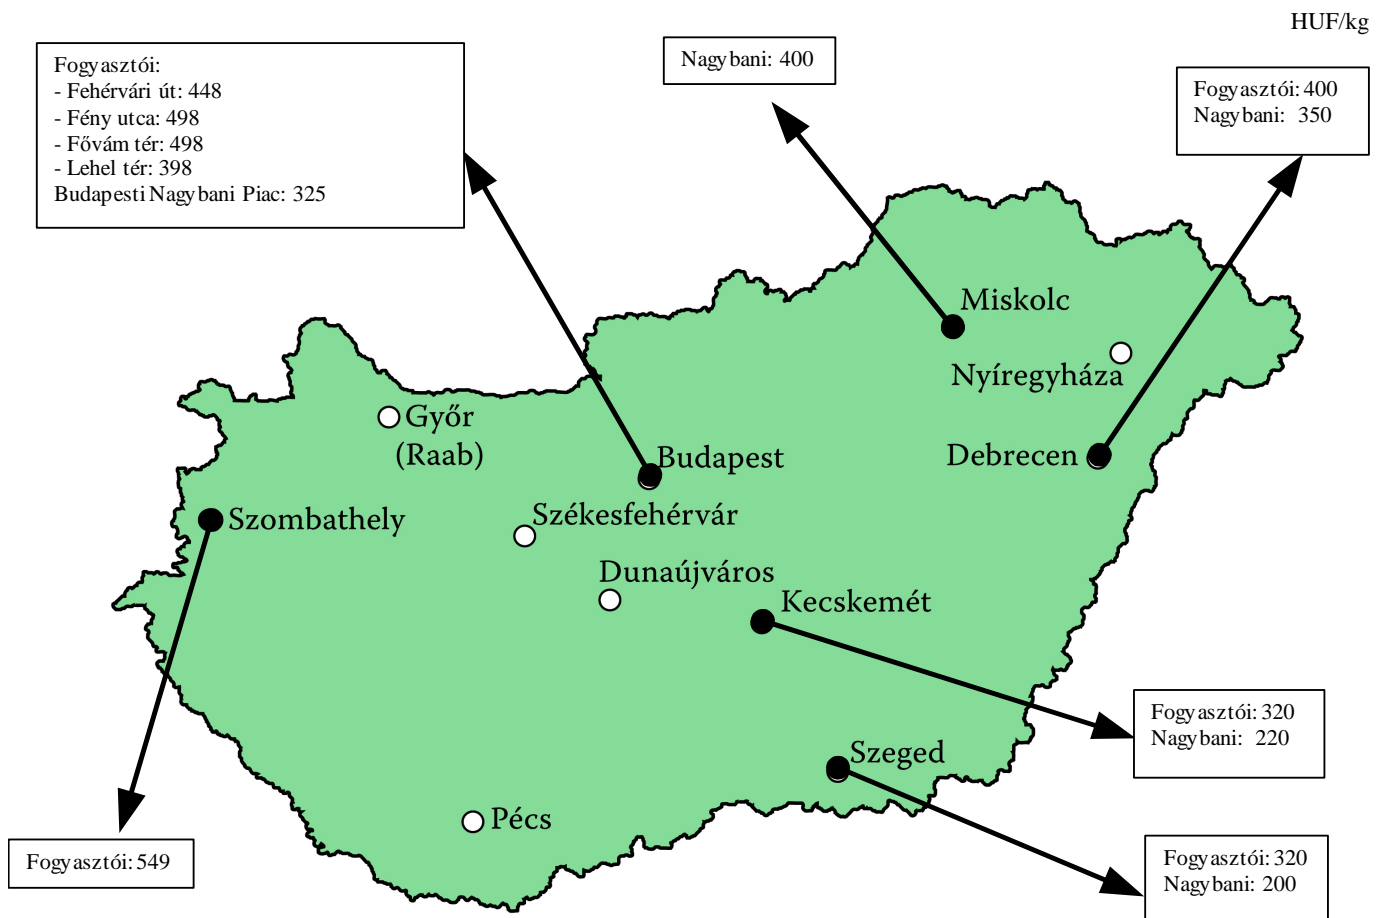 HUF/kg
Fogyasztói:
- Fehérvári út: 448
- Fény utca: 498
- Fővám tér: 498
- Lehel tér: 398
Budapesti Nagybani Piac: 325
Nagybani: 400
Fogyasztói: 400
Nagybani: 350
Miskolc
Nyíregyháza
Győr
(Raab)
Budapest
Debrecen
Szombathely
Székesfehérvár
Dunaújváros
Kecskemét
Fogyasztói: 320
Nagybani: 220
Szeged
Pécs
Fogyasztói: 549
Fogyasztói: 320
Nagybani: 200